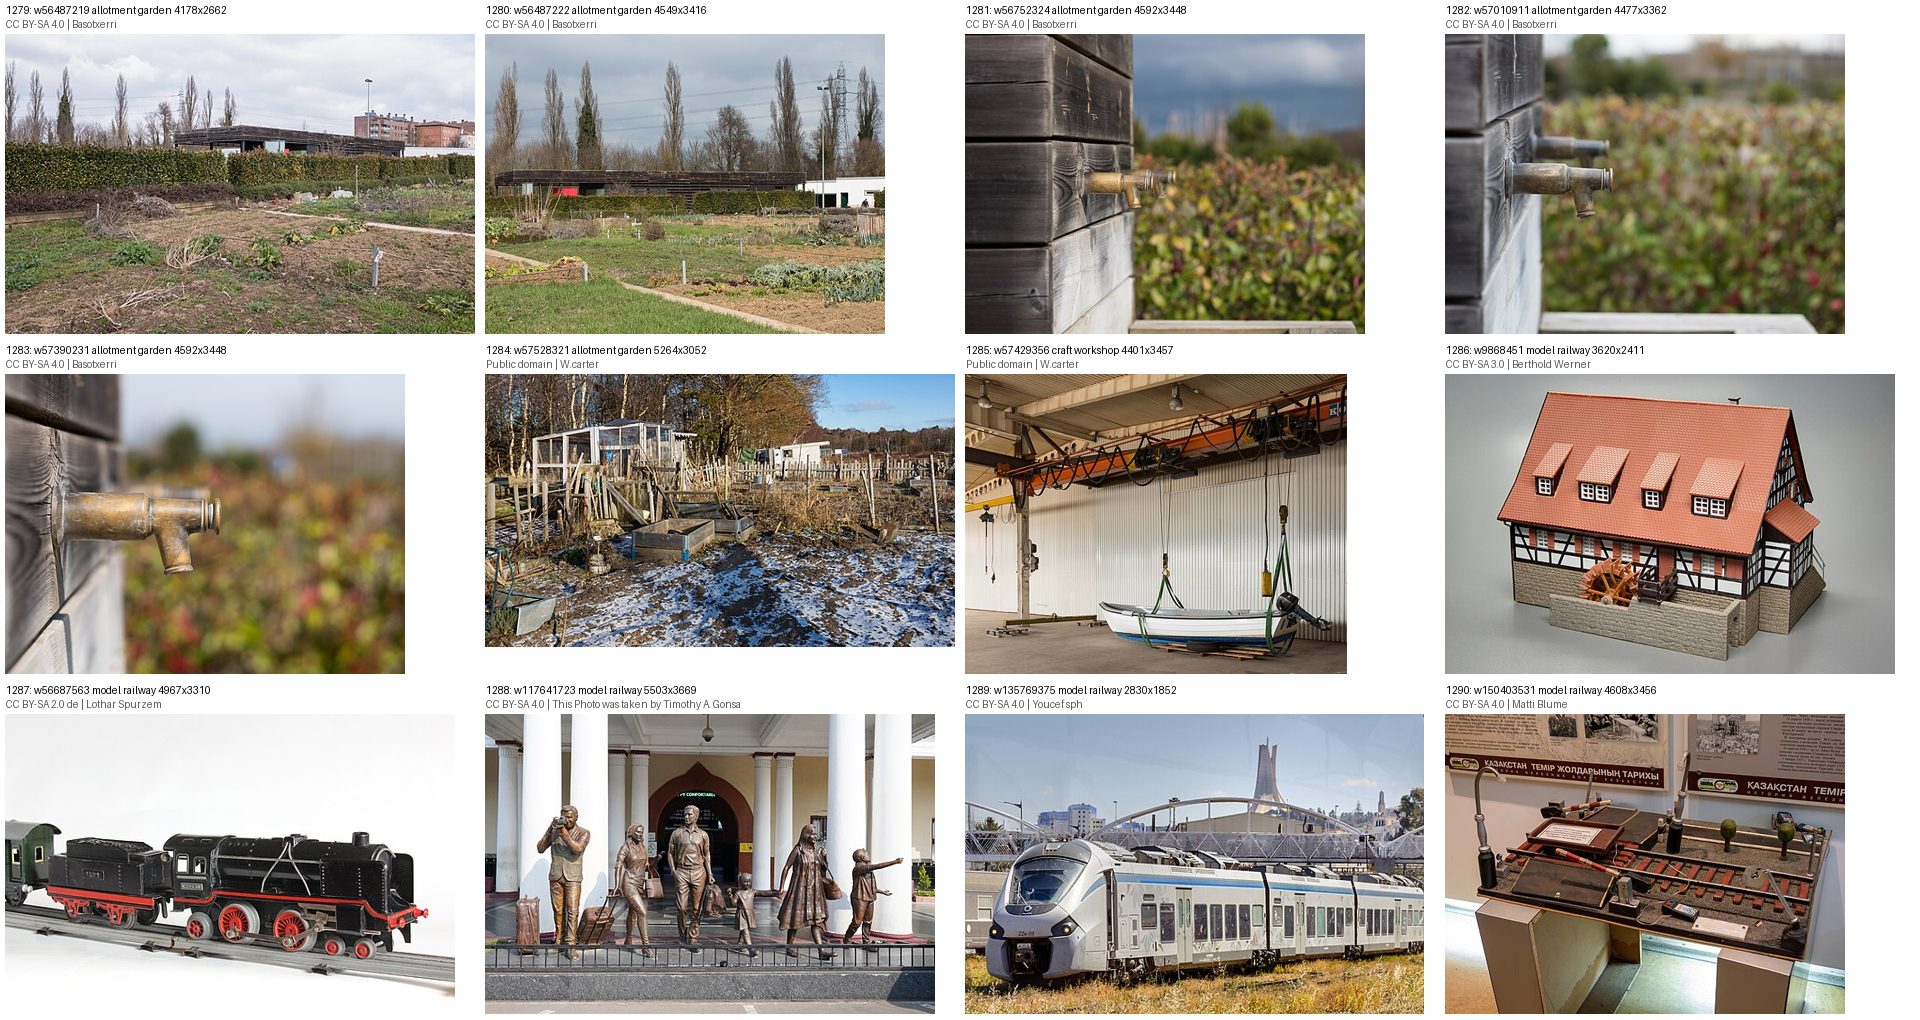 1279: w56487219 allotment garden 4178x2662
CC BY-SA 4.0 | Basotxerri
1280: w56487222 allotment garden 4549x3416
CC BY-SA 4.0 | Basotxerri
1281: w56752324 allotment garden 4592x3448
CC BY-SA 4.0 | Basotxerri
1282: w57010911 allotment garden 4477x3362
CC BY-SA 4.0 | Basotxerri
1283: w57390231 allotment garden 4592x3448
CC BY-SA 4.0 | Basotxerri
1284: w57528321 allotment garden 5264x3052
Public domain | W.carter
1285: w57429356 craft workshop 4401x3457
Public domain | W.carter
1286: w9868451 model railway 3620x2411
CC BY-SA 3.0 | Berthold Werner
1287: w56687563 model railway 4967x3310
CC BY-SA 2.0 de | Lothar Spurzem
1288: w117641723 model railway 5503x3669
CC BY-SA 4.0 | This Photo was taken by Timothy A. Gonsa
1289: w135769375 model railway 2830x1852
CC BY-SA 4.0 | Youcef sph
1290: w150403531 model railway 4608x3456
CC BY-SA 4.0 | Matti Blume
COMFORTABLE
ҚАЗАҚСТАН ТЕМІР ЖОЛДАРЫНЫҢ ТАРИХЫ
ҚАЗАҚСТАН ТЕМІР